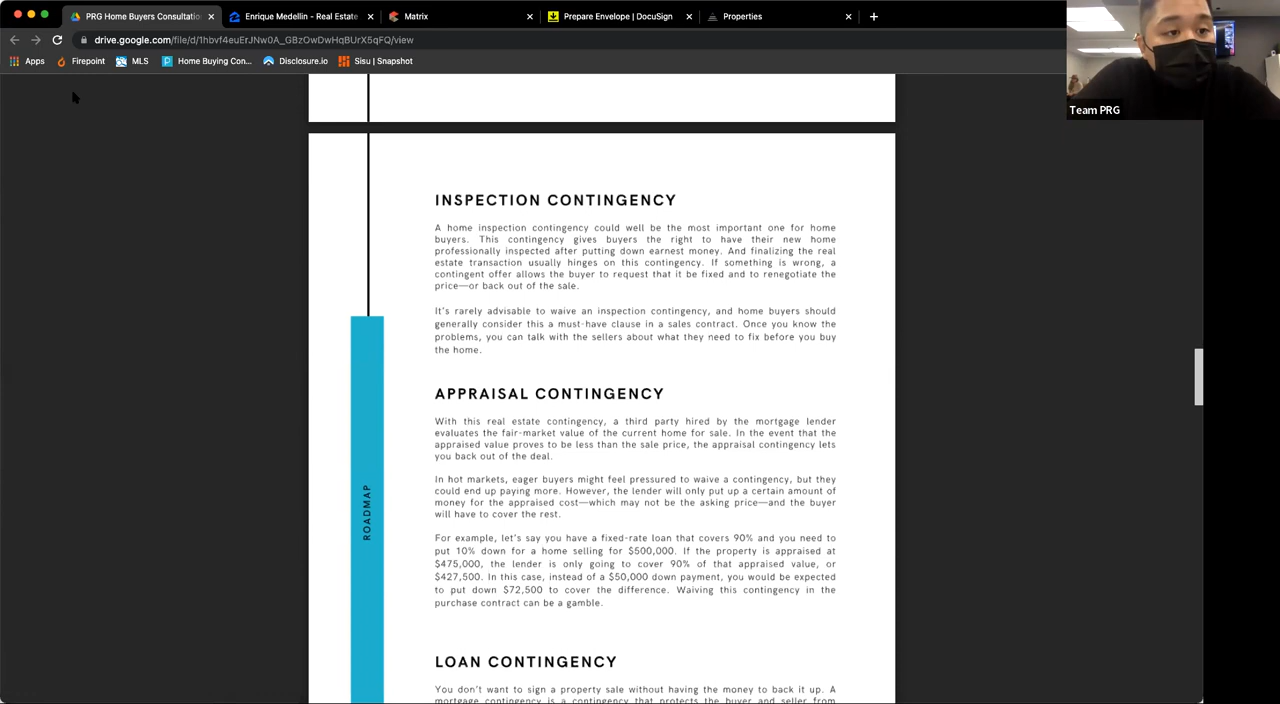 PRG Home Buyers Consultatio
Enrique Medellin - Real Estate
Matrix
Prepare Envelope | DocuSign
Properties
drive.google.com/file/d/1hbvf4euErJNw0A_GBzOwDwHqBUrX5qFQ/view
Apps
Firepoint
MLS
Home Buying Con...
Disclosure.io
Sisu | Snapshot
Team PRG
INSPECTION CONTINGENCY
A home inspection contingency could well be the most important one for home
buyers. This contingency gives buyers the right to have their new home
professionally inspected after putting down earnest money. And finalizing the real
estate transaction usually hinges on this contingency. If something is wrong, a
contingent offer allows the buyer to request that it be fixed and to renegotiate the
price—or back out of the sale.
It's rarely advisable to waive an inspection contingency, and home buyers should
generally consider this a must-have clause in a sales contract. Once you know the
problems, you can talk with the sellers about what they need to fix before you buy
the home.
APPRAISAL CONTINGENCY
With this real estate contingency, a third party hired by the mortgage lender
evaluates the fair-market value of the current home for sale. In the event that the
appraised value proves to be less than the sale price, the appraisal contingency lets
you back out of the deal.
In hot markets, eager buyers might feel pressured to waive a contingency, but they
could end up paying more. However, the lender will only put up a certain amount of
money for the appraised cost—which may not be the asking price—and the buyer
will have to cover the rest.
For example, let's say you have a fixed-rate loan that covers 90% and you need to
put 10% down for a home selling for $500,000. If the property is appraised at
$475,000, the lender is only going to cover 90% of that appraised value, or
$427,500. In this case, instead of a $50,000 down payment, you would be expected
to put down $72,500 to cover the difference. Waiving this contingency in the
purchase contract can be a gamble.
ROADMAP
LOAN CONTINGENCY
You don't want to sign a property sale without having the money to back it up. A
mortgage contingency is a contingency that protects the buyer and seller from